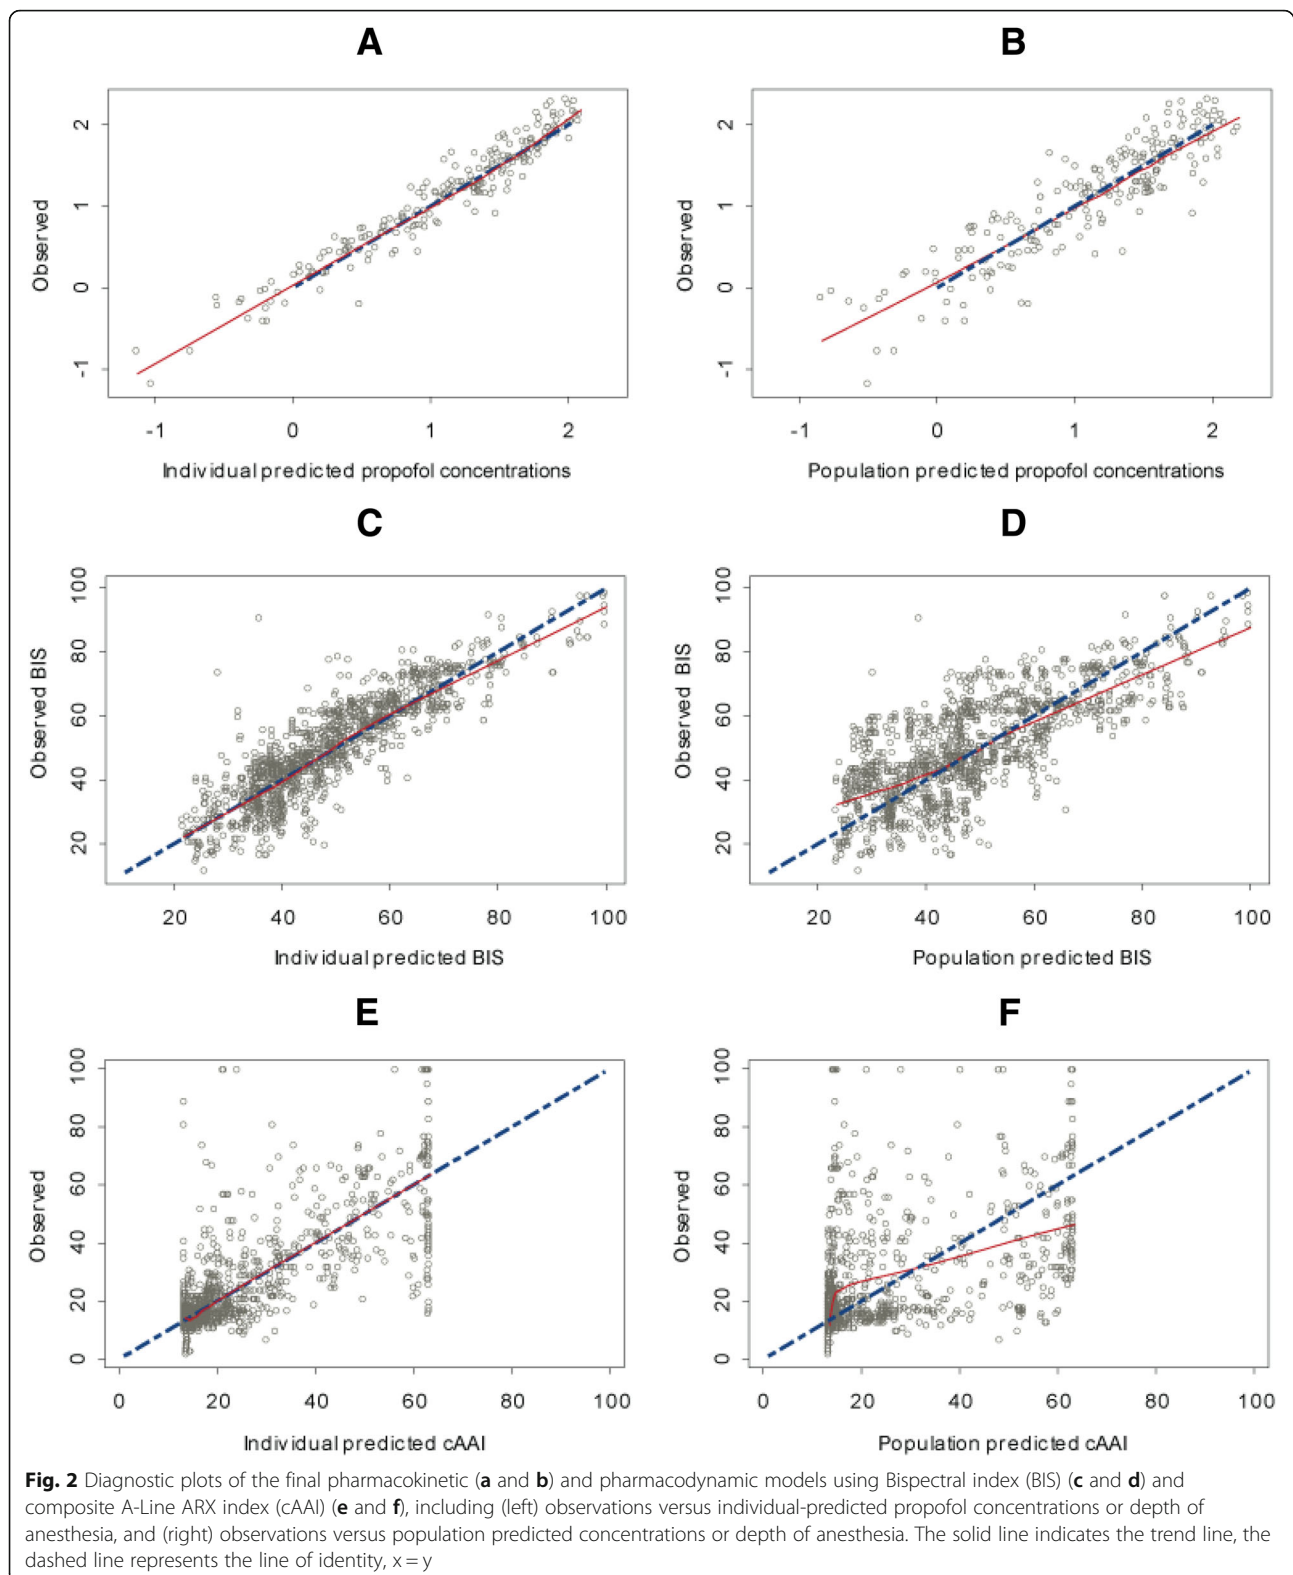 A
B
Observed
2
1
0
-1
-1
0
1
2
Individual predicted propofol concentrations
Observed
2
1
0
-1
-1
0
1
2
Population predicted propofol concentrations
C
D
Observed BIS
100
80
60
40
20
20
40
60
80
100
Individual predicted BIS
Observed BIS
100
80
60
40
20
20
40
60
80
100
Population predicted BIS
E
F
Observed
100
80
60
40
20
0
0
20
40
60
80
100
Individual predicted cAAI
Observed
100
80
60
40
20
0
0
20
40
60
80
100
Population predicted cAAI
Fig. 2 Diagnostic plots of the final pharmacokinetic (a and b) and pharmacodynamic models using Bispectral index (BIS) (c and d) and
composite A-Line ARX index (cAAI) (e and f), including (left) observations versus individual-predicted propofol concentrations or depth of
anesthesia, and (right) observations versus population predicted concentrations or depth of anesthesia. The solid line indicates the trend line, the
dashed line represents the line of identity, x = y